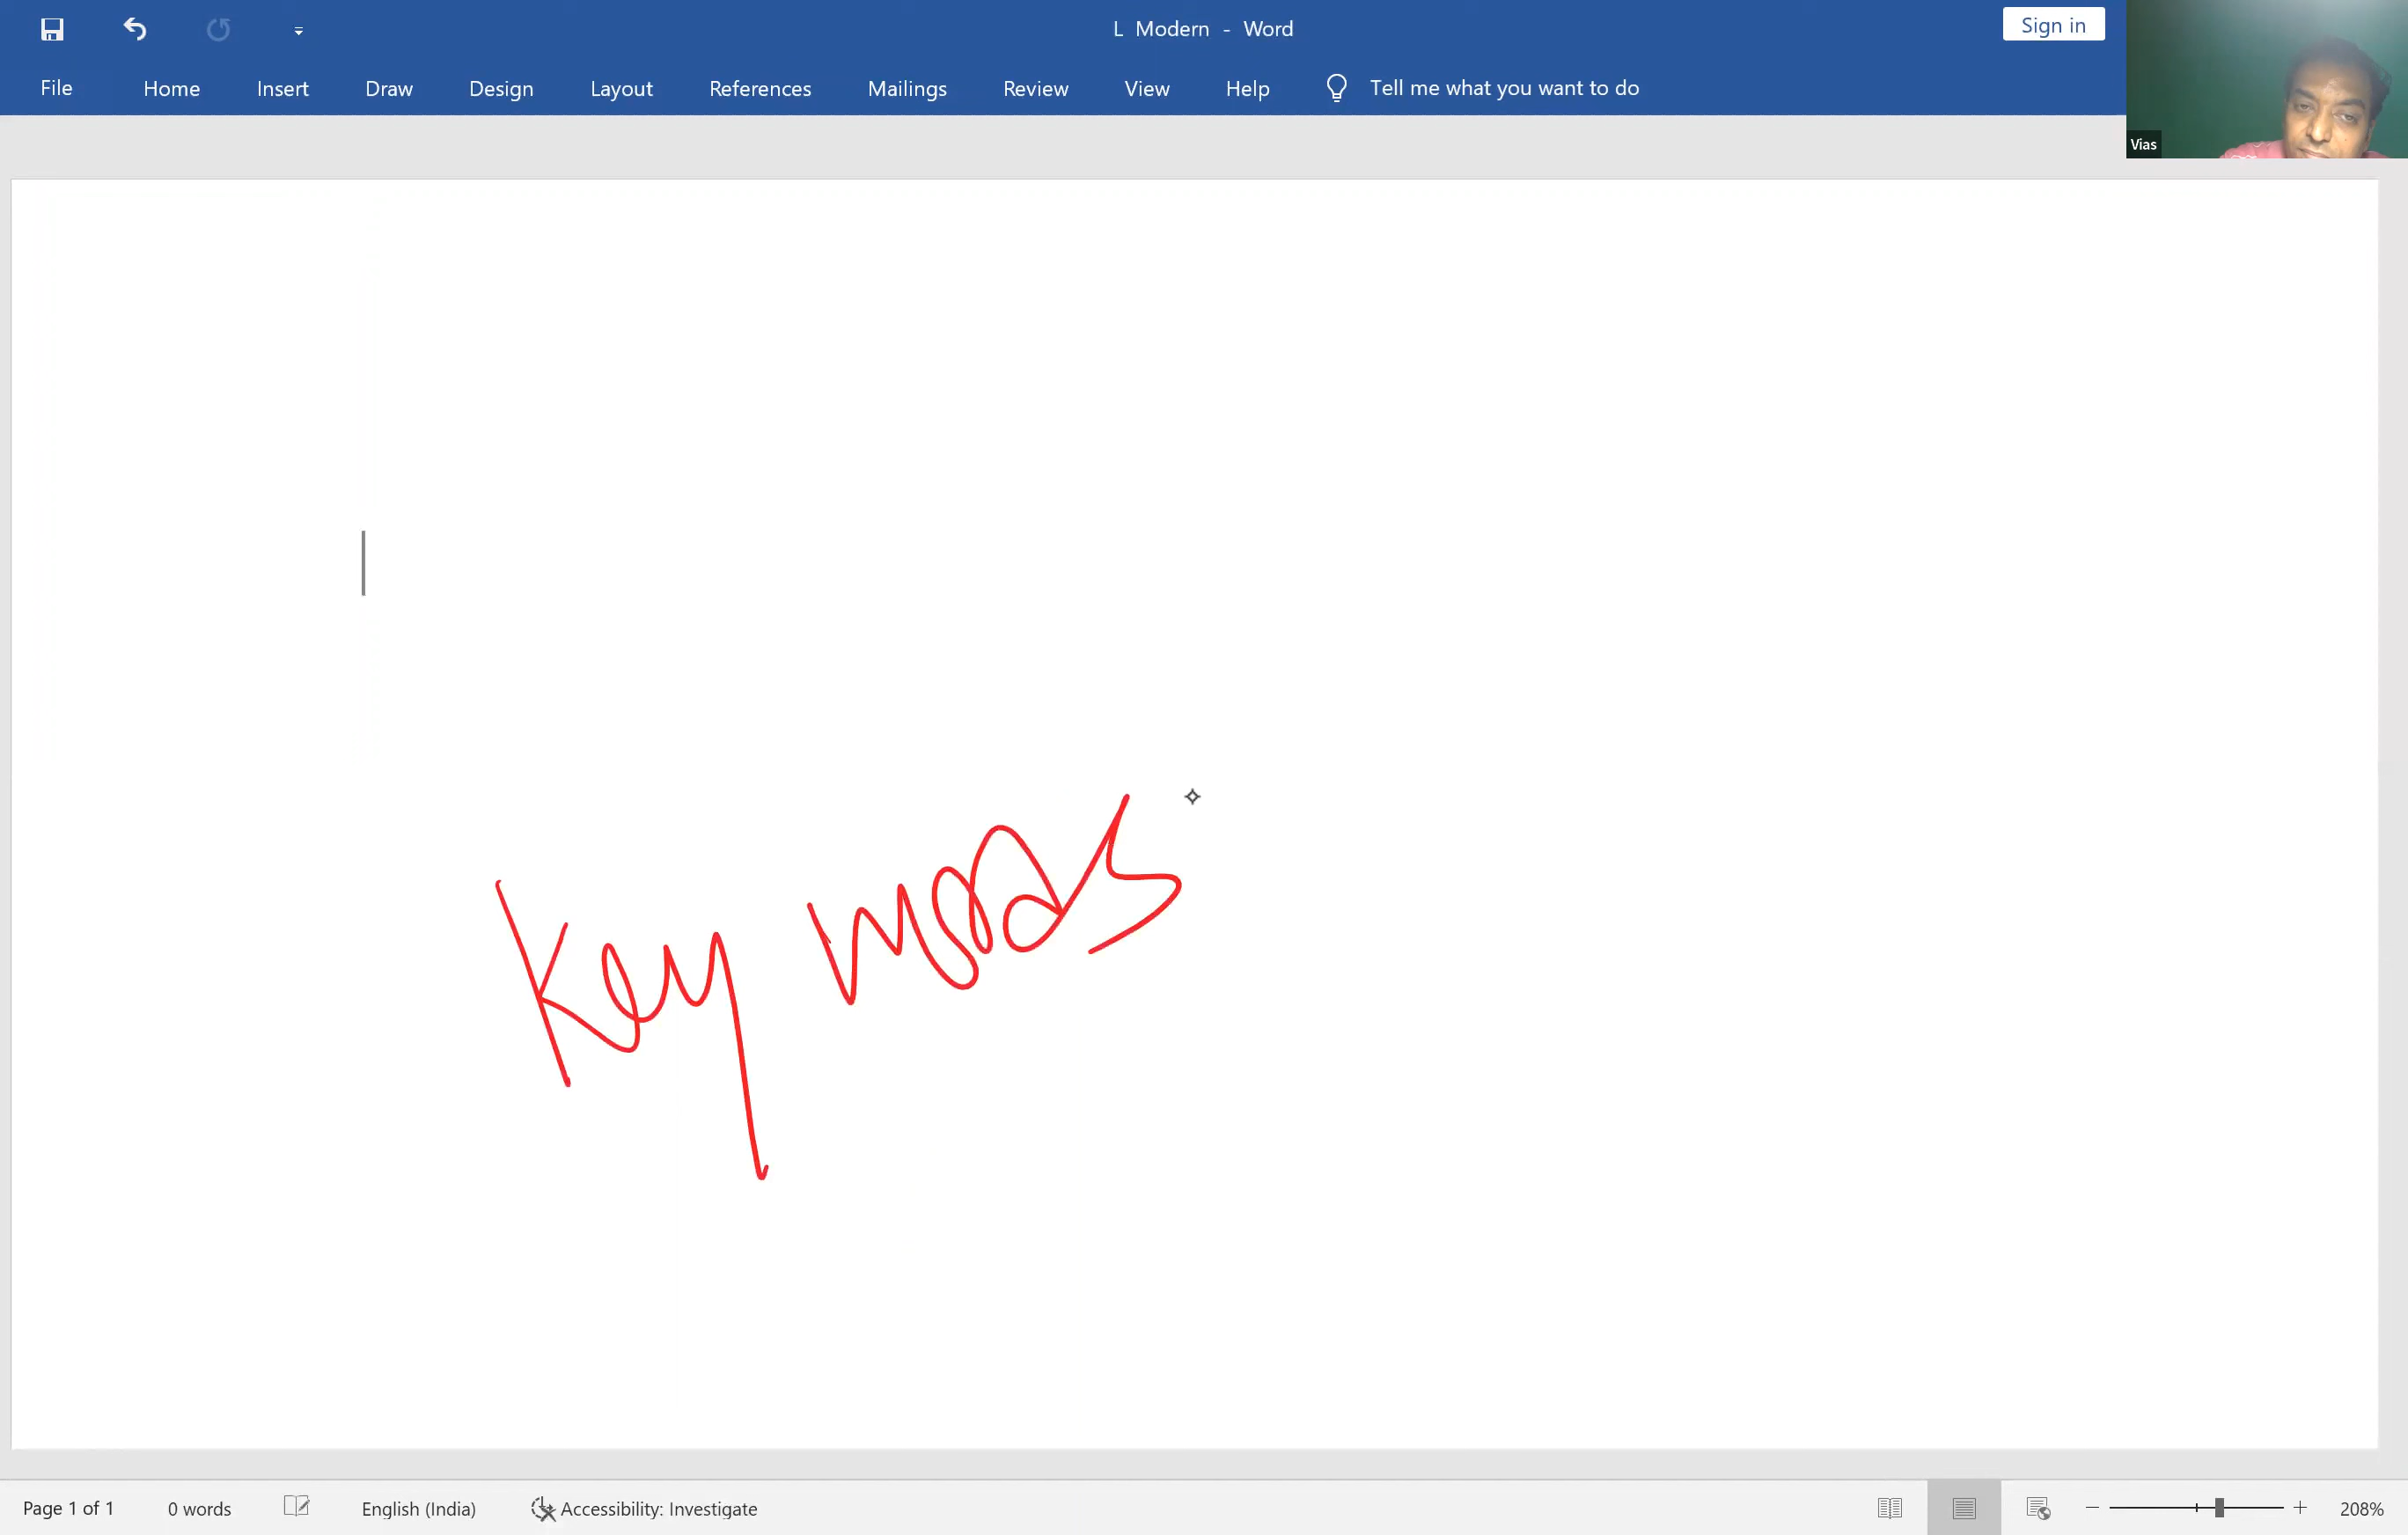 L Modern - Word
Sign in
File Home Insert Draw Design Layout References Mailings Review View Help Tell me what you want to do
Vias
Key words
Page 1 of 1 0 words English (India) Accessibility: Investigate 208%